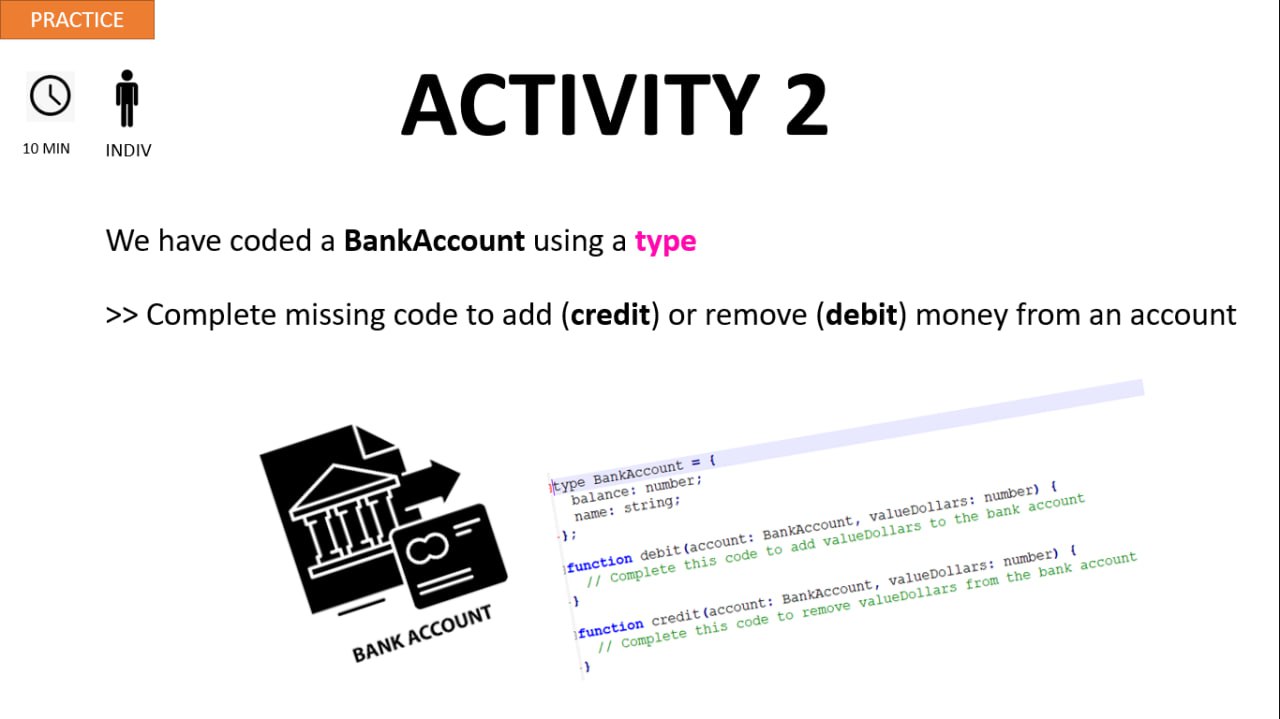 PRACTICE
10 MIN
INDIV
ACTIVITY 2
We have coded a BankAccount using a type
>> Complete missing code to add (credit) or remove (debit) money from an account
BANK ACCOUNT
type BankAccount = {
balance: number;
name: string;
};
function debit(account: BankAccount, valueDollars: number) {
// Complete this code to add valueDollars to the bank account
}
function credit(account: BankAccount, valueDollars: number) {
// Complete this code to remove valueDollars from the bank account
}